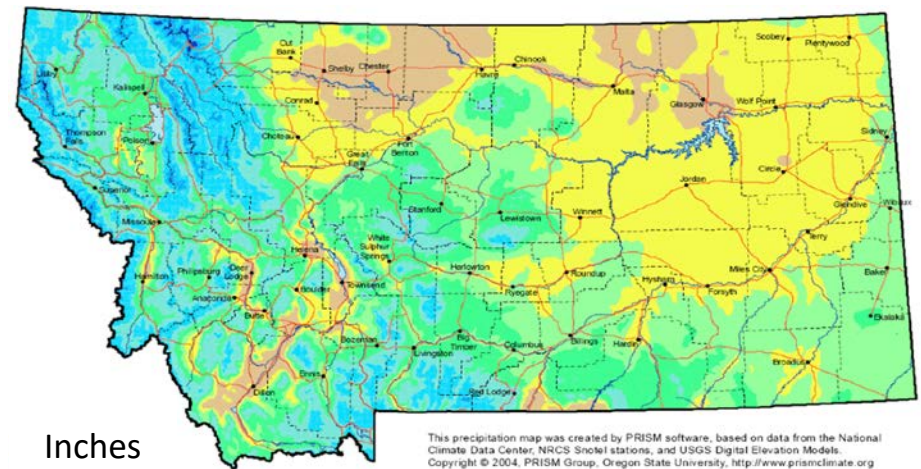 Cut Bank
Shelby
Chester
Havre
Chinook
Scobey
Plentywood
Libby
Kalispell
Conrad
Malta
Glasgow
Wolf Point
Choteau
Fort Benton
Thompson Falls
Polson
Great Falls
Sidney
Superior
Jordan
Circle
Missoula
Stanford
Lewistown
Winnett
Glendive
Wibaux
Helena
White Sulphur Springs
Terry
Hamilton
Philipsburg
Deer Lodge
Harlowton
Roundup
Miles City
Baker
Boulder
Townsend
Ryegate
Hysham
Forsyth
Anaconda
Ekalaka
Butte
Bozeman
Big Timber
Livingston
Columbus
Billings
Hardin
Broadus
Ennis
Dillon
Red Lodge
Inches
This precipitation map was created by PRISM software, based on data from the National
Climate Data Center, NRCS Snotel stations, and USGS Digital Elevation Models.
Copyright © 2004, PRISM Group, Oregon State University, http://www.prismclimate.org